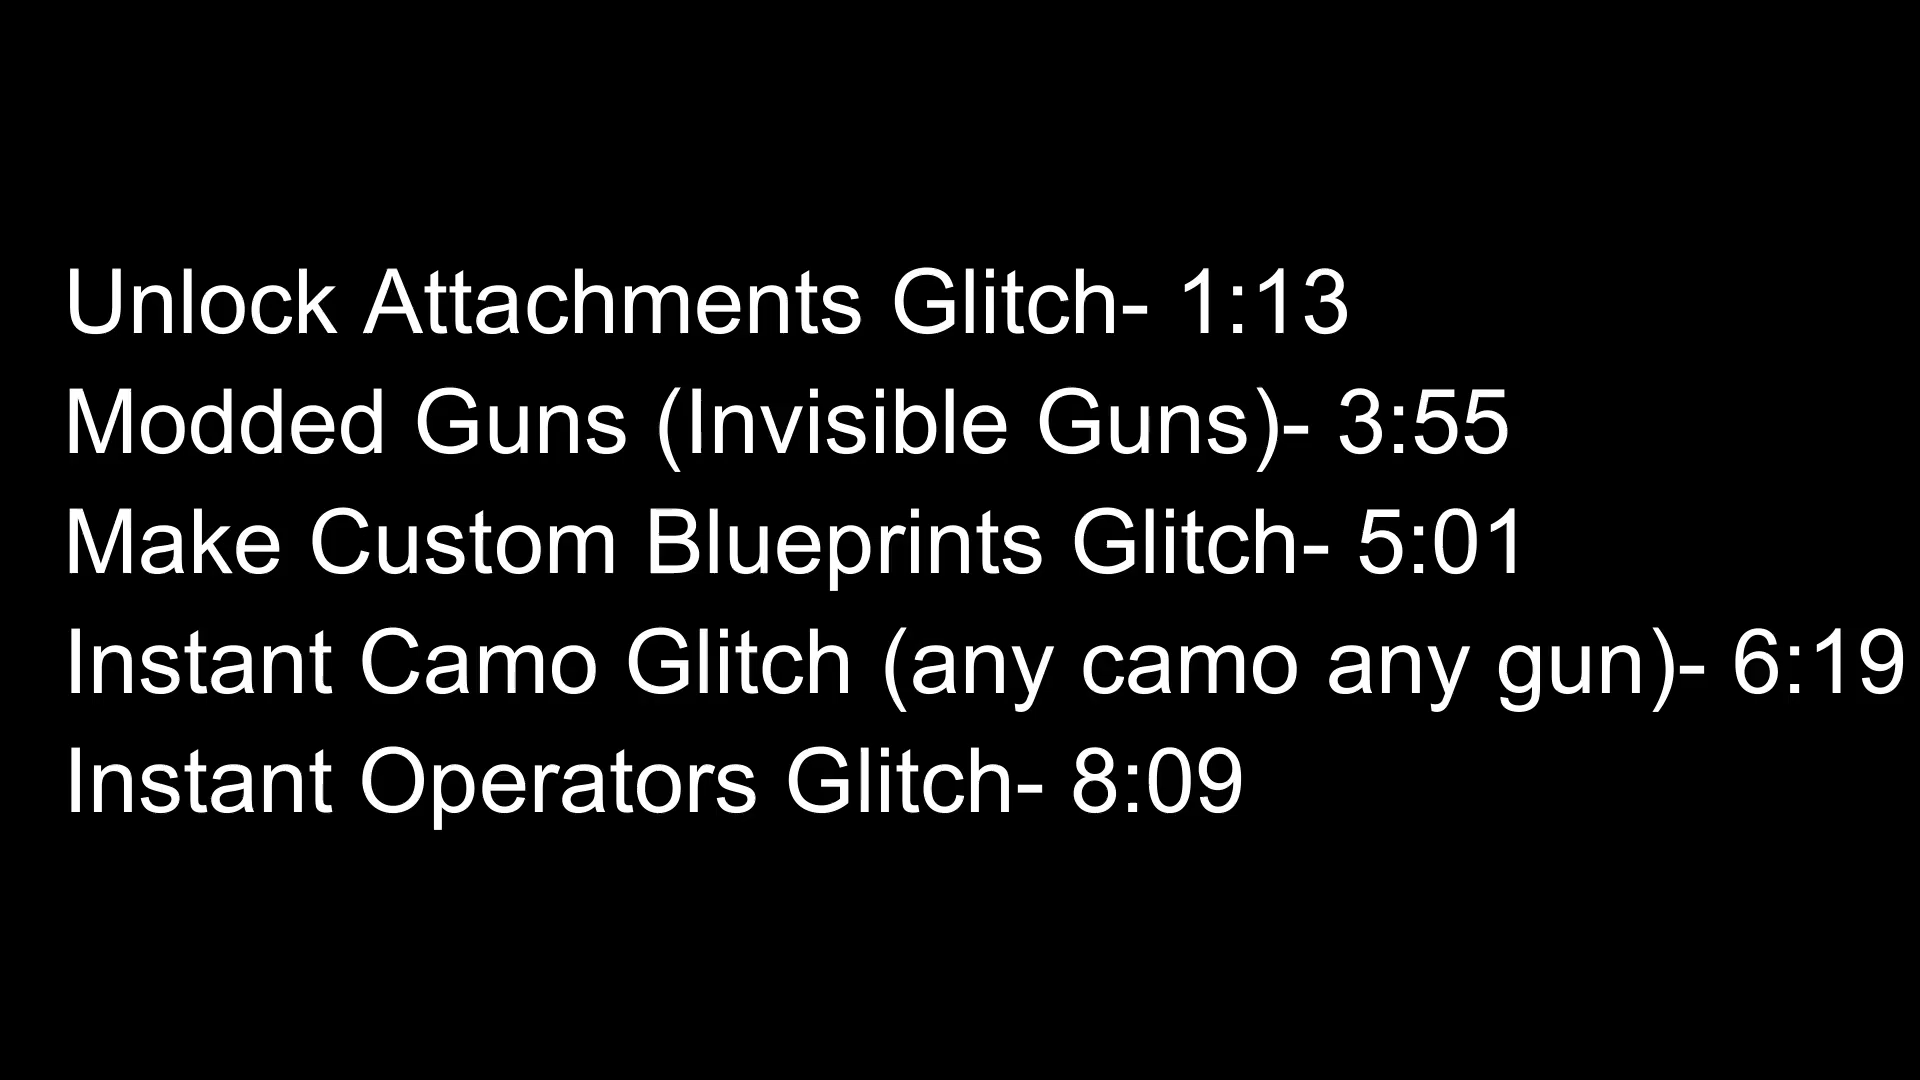 Unlock Attachments Glitch- 1:13
Modded Guns (Invisible Guns)- 3:55
Make Custom Blueprints Glitch- 5:01
Instant Camo Glitch (any camo any gun)- 6:19
Instant Operators Glitch- 8:09